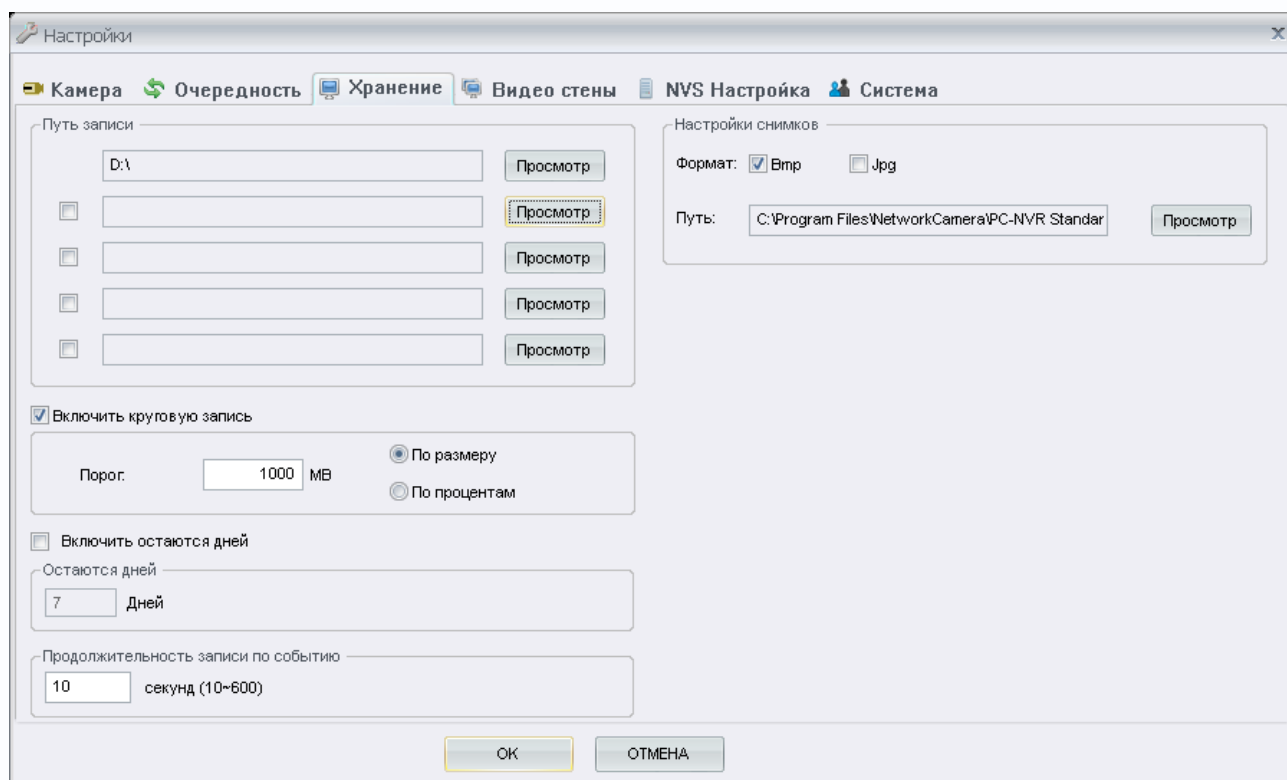 Настройки
x
Камера Очередность Хранение Видео стены NVS Настройка Система
Путь записи
D:\ Просмотр
Просмотр
Просмотр
Просмотр
Просмотр
Включить круговую запись
Порог: 1000 MB
По размеру
По процентам
Включить остаются дней
Остаются дней
7 Дней
Продолжительность записи по событию
10 секунд (10~600)
Настройки снимков
Формат: Bmp Jpg
Путь: C:\Program Files\NetworkCamera\PC-NVR Standar Просмотр
OK ОТМЕНА